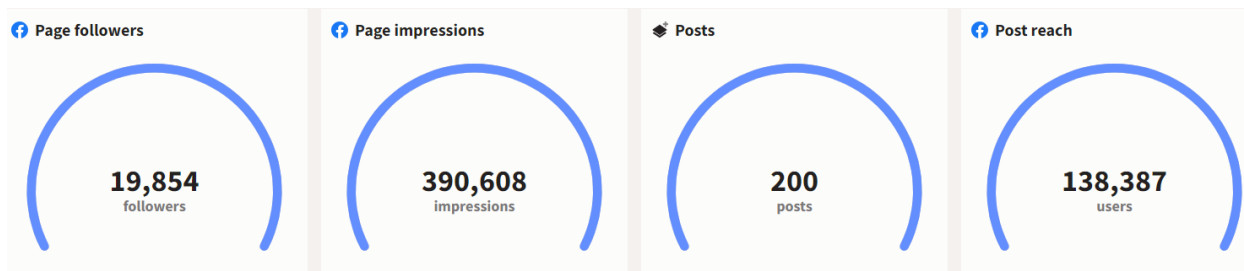 Page followers
19,854
followers
Page impressions
390,608
impressions
Posts
200
posts
Post reach
138,387
users